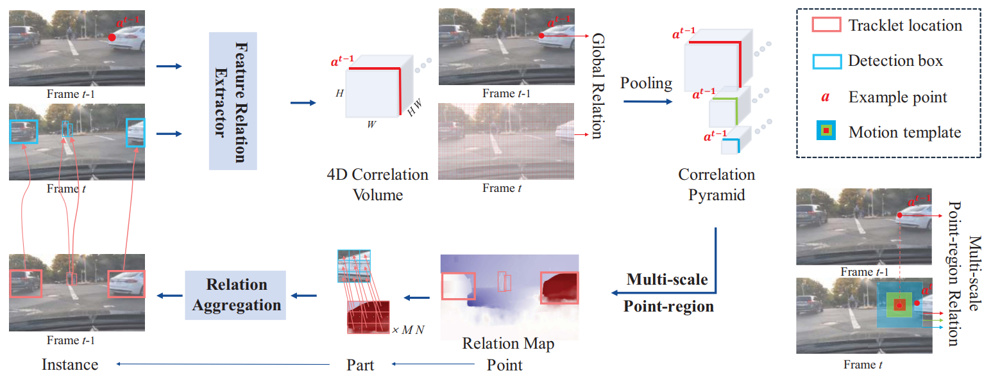 a^{t-1}
Frame t-1
Frame t
Feature Relation
Extractor
a^{t-1}
H
W
HW
4D Correlation
Volume
a^{t-1}
Frame t-1
Frame t
Global Relation
Pooling
a^{t-1}
a^{t-1}
a^{t-1}
Correlation
Pyramid
Tracklet location
Detection box
a Example point
Motion template
a^{t-1}
Frame t-1
Frame t
Multi-scale
Point-region Relation
Multi-scale
Point-region
Relation Map
× M N
Relation
Aggregation
Frame t-1
Instance
Part
Point